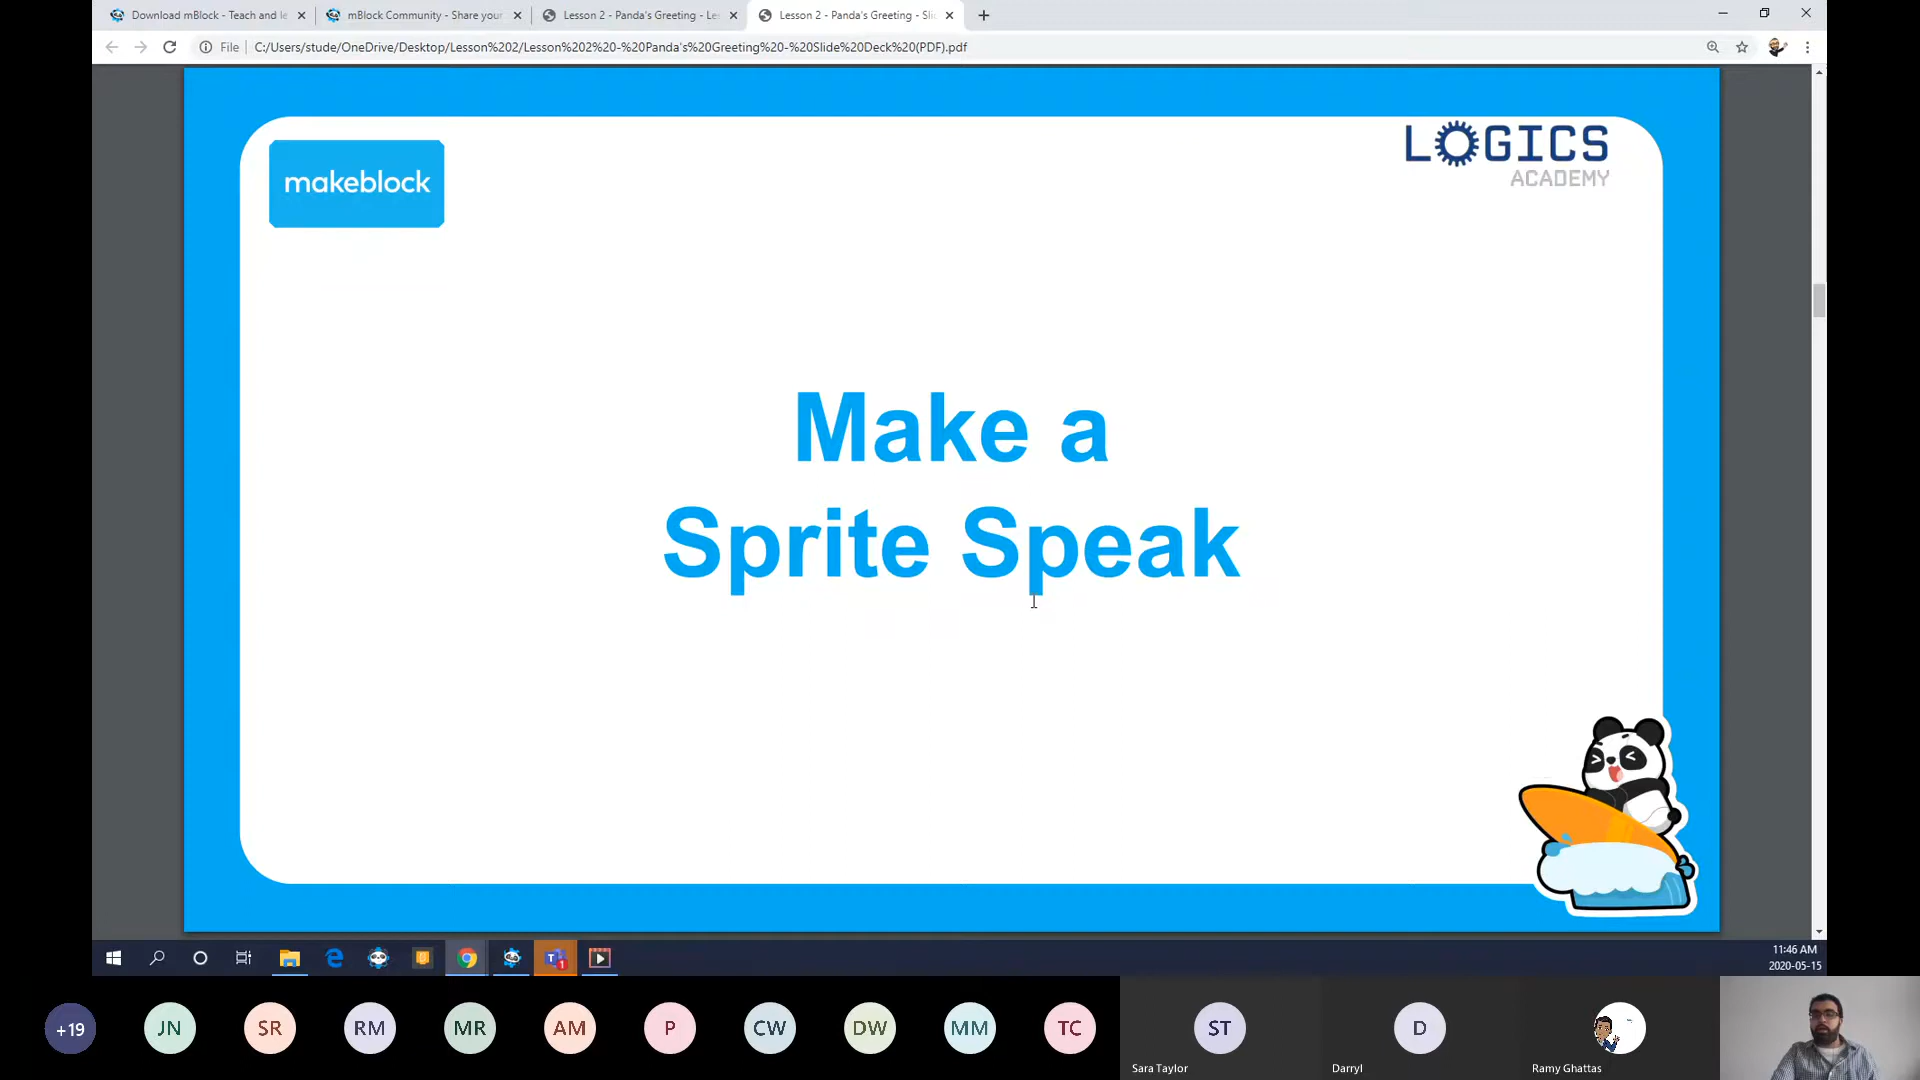 Download mBlock - Teach and le
mBlock Community - Share your
Lesson 2 - Panda's Greeting - Le
Lesson 2 - Panda's Greeting - Sli
File
C:/Users/stude/OneDrive/Desktop/Lesson%202/Lesson%202%20-%20Panda's%20Greeting%20-%20Slide%20Deck%20(PDF).pdf
makeblock
LOGICS
ACADEMY
Make a
Sprite Speak
1
11:46 AM
2020-05-15
+19
JN
SR
RM
MR
AM
P
CW
DW
MM
TC
ST
D
Sara Taylor
Darryl
Ramy Ghattas